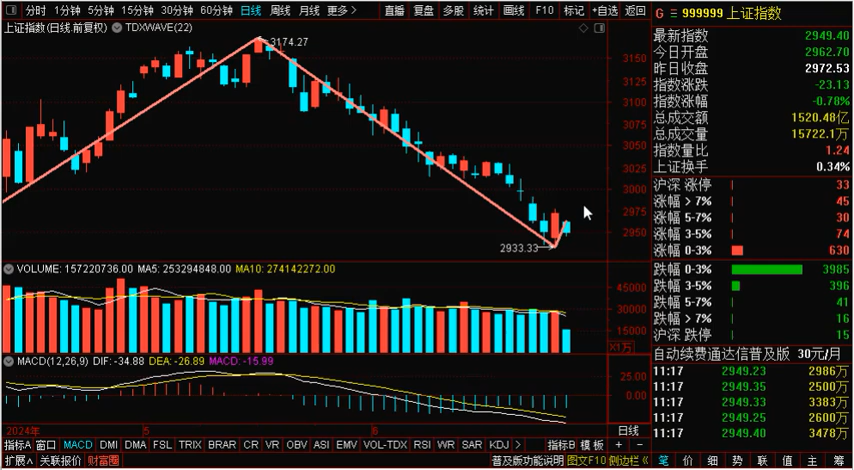 分时 1分钟 5分钟 15分钟 30分钟 60分钟 日线 周线 月线 更多 > 直播 复盘 多股 统计 画线 F10 标记 +自选 返回
上证指数(日线.前复权) TDXWAVE(22)
3174.27
3150
3125
3100
3075
3050
3025
3000
2975
2950
2933.33
VOLUME: 157220736.00 MA5: 253294848.00 MA10: 274142272.00
45000
30000
15000
X1万
MACD(12,26,9) DIF: -34.88 DEA: -26.89 MACD: -15.99
25.00
0.00
2024年 5 6 日线
指标A 窗口 MACD DMI DMA FSL TRIX BRAR CR VR OBV ASI EMV VOL-TDX RSI WR SAR KDJ > 指标B 模板 + -
扩展∧ 关联报价 财富圈 普及版功能说明 图文F10 侧边栏《
G 三 999999 上证指数
最新指数 2949.40
今日开盘 2962.70
昨日收盘 2972.53
指数涨跌 -23.13
指数涨幅 -0.78%
总成交额 1520.48亿
总成交量 15722.1万
指数量比 1.24
上证换手 0.34%
沪深 涨停 33
涨幅 > 7% 45
涨幅 5-7% 30
涨幅 3-5% 74
涨幅 0-3% 630
跌幅 0-3% 3985
跌幅 3-5% 396
跌幅 5-7% 41
跌幅 > 7% 16
沪深 跌停 15
自动续费通达信普及版 30元/月
11:17 2949.23 2986万
11:17 2949.35 2500万
11:17 2949.33 3383万
11:17 2949.25 2600万
11:17 2949.40 3478万
笔 价 细 势 联 值 主 筹